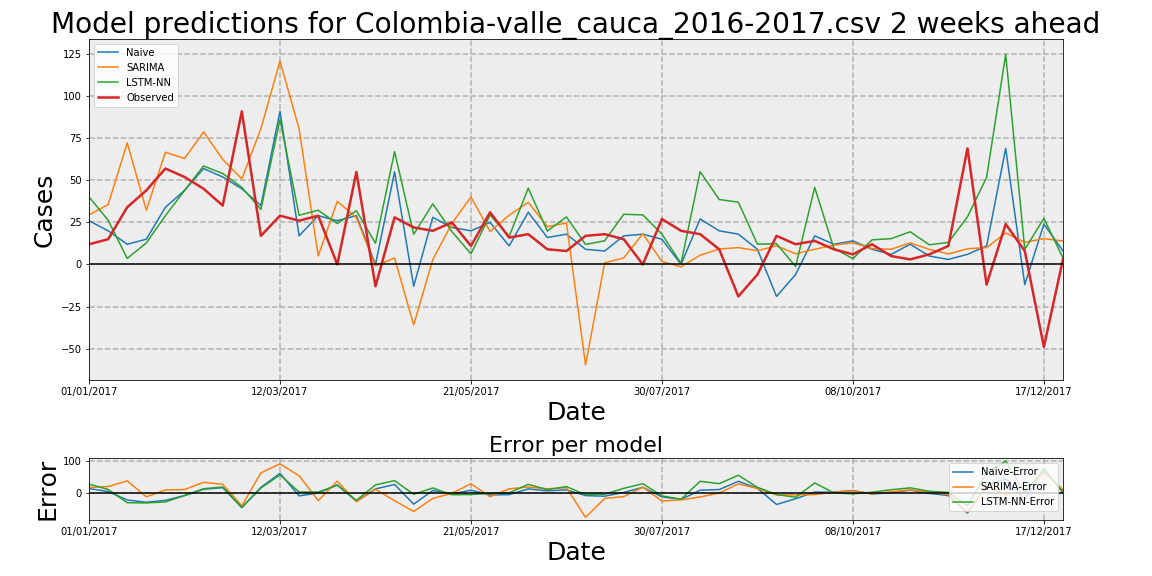 Model predictions for Colombia-valle_cauca_2016-2017.csv 2 weeks ahead
Naive
SARIMA
LSTM-NN
Observed
125
100
75
50
25
0
−25
−50
Cases
01/01/2017 12/03/2017 21/05/2017 30/07/2017 08/10/2017 17/12/2017
Date
Error per model
Naive-Error
SARIMA-Error
LSTM-NN-Error
100
0
Error
01/01/2017 12/03/2017 21/05/2017 30/07/2017 08/10/2017 17/12/2017
Date